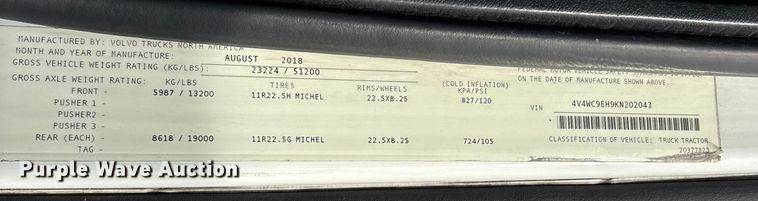 MANUFACTURED BY: VOLVO TRUCKS NORTH AMERICA
MONTH AND YEAR OF MANUFACTURE: AUGUST 2018
GROSS VEHICLE WEIGHT RATING (KG/LBS): 23224 / 51200
GROSS AXLE WEIGHT RATING: KG/LBS TIRES RIMS/WHEELS (COLD INFLATION) KPA/PSI
FRONT - 5987 / 13200 11R22.5H MICHEL 22.5X8.25 827/120
PUSHER 1 -
PUSHER2 -
PUSHER 3 -
REAR (EACH) - 8618 / 19000 11R22.5G MICHEL 22.5X8.25 724/105
TAG -
FEDERAL MOTOR VEHICLE SAFETY
ON THE DATE OF MANUFACTURE SHOWN ABOVE.
VIN 4V4WC9EH9KN202043
CLASSIFICATION OF VEHICLE: TRUCK TRACTOR
Purple Wave Auction